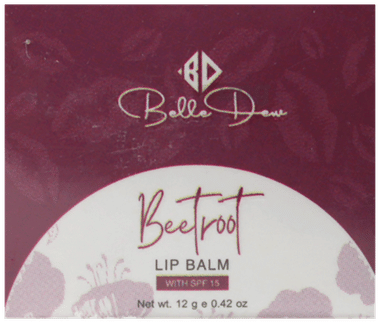 BD
Belle Dew
Beetroot
LIP BALM
WITH SPF 15
Net wt. 12 g e 0.42 oz